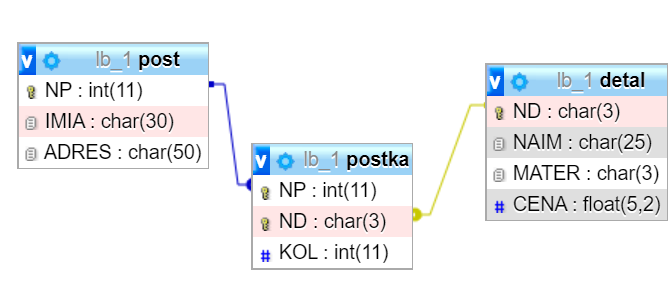 v lb_1 post
NP : int(11)
IMIA : char(30)
ADRES : char(50)
v lb_1 postka
NP : int(11)
ND : char(3)
# KOL : int(11)
v lb_1 detal
ND : char(3)
NAIM : char(25)
MATER : char(3)
# CENA : float(5,2)